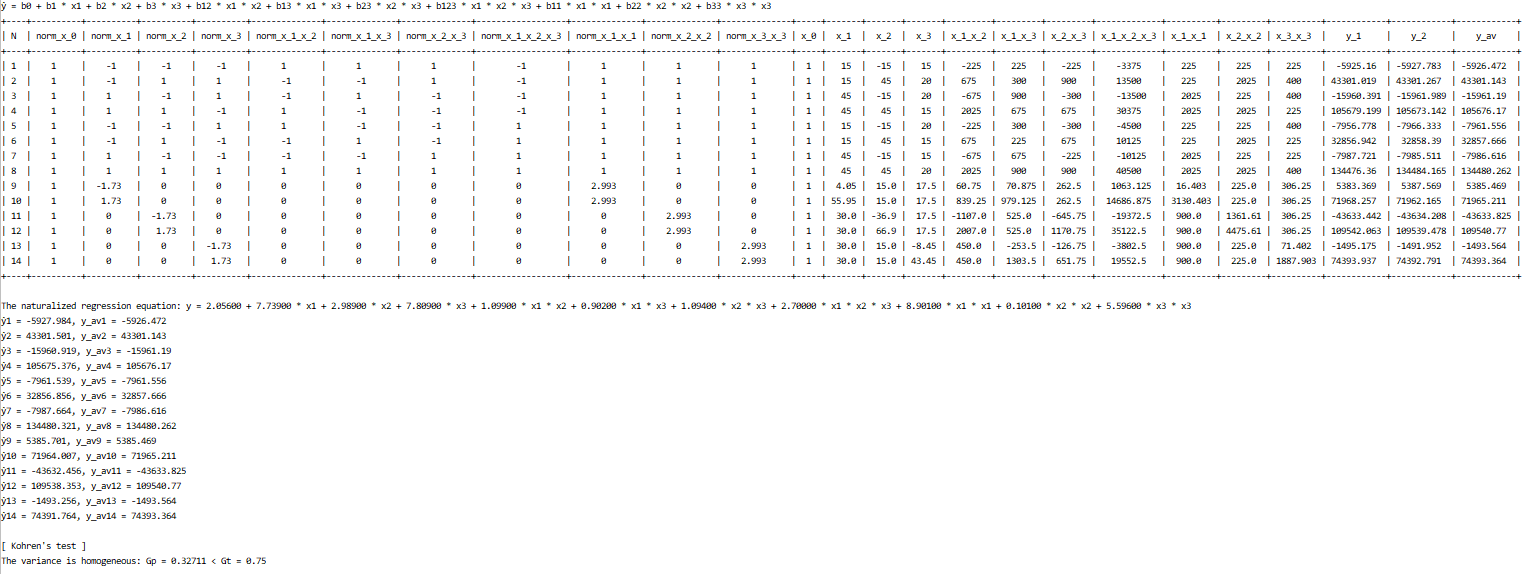 ŷ = b0 + b1 * x1 + b2 * x2 + b3 * x3 + b12 * x1 * x2 + b13 * x1 * x3 + b23 * x2 * x3 + b123 * x1 * x2 * x3 + b11 * x1 * x1 + b22 * x2 * x2 + b33 * x3 * x3
| N | norm_x_0 | norm_x_1 | norm_x_2 | norm_x_3 | norm_x_1_x_2 | norm_x_1_x_3 | norm_x_2_x_3 | norm_x_1_x_2_x_3 | norm_x_1_x_1 | norm_x_2_x_2 | norm_x_3_x_3 | x_0 | x_1 | x_2 | x_3 | x_1_x_2 | x_1_x_3 | x_2_x_3 | x_1_x_2_x_3 | x_1_x_1 | x_2_x_2 | x_3_x_3 | y_1 | y_2 | y_av |
| 1 | 1 | -1 | -1 | -1 | 1 | 1 | 1 | -1 | 1 | 1 | 1 | 1 | 15 | -15 | 15 | -225 | 225 | -225 | -3375 | 225 | 225 | 225 | -5925.16 | -5927.783 | -5926.472 |
| 2 | 1 | -1 | 1 | 1 | -1 | -1 | 1 | -1 | 1 | 1 | 1 | 1 | 15 | 45 | 20 | 675 | 300 | 900 | 13500 | 225 | 2025 | 400 | 43301.019 | 43301.267 | 43301.143 |
| 3 | 1 | 1 | -1 | 1 | -1 | 1 | -1 | -1 | 1 | 1 | 1 | 1 | 45 | -15 | 20 | -675 | 900 | -300 | -13500 | 2025 | 225 | 400 | -15960.391 | -15961.989 | -15961.19 |
| 4 | 1 | 1 | 1 | -1 | 1 | -1 | -1 | -1 | 1 | 1 | 1 | 1 | 45 | 45 | 15 | 2025 | 675 | 675 | 30375 | 2025 | 2025 | 225 | 105679.199 | 105673.142 | 105676.17 |
| 5 | 1 | -1 | -1 | 1 | 1 | -1 | -1 | 1 | 1 | 1 | 1 | 1 | 15 | -15 | 20 | -225 | 300 | -300 | -4500 | 225 | 225 | 400 | -7956.778 | -7966.333 | -7961.556 |
| 6 | 1 | -1 | 1 | -1 | -1 | 1 | -1 | 1 | 1 | 1 | 1 | 1 | 15 | 45 | 15 | 675 | 225 | 675 | 10125 | 225 | 2025 | 225 | 32856.942 | 32858.39 | 32857.666 |
| 7 | 1 | 1 | -1 | -1 | -1 | -1 | 1 | 1 | 1 | 1 | 1 | 1 | 45 | -15 | 15 | -675 | 675 | -225 | -10125 | 2025 | 225 | 225 | -7987.721 | -7985.511 | -7986.616 |
| 8 | 1 | 1 | 1 | 1 | 1 | 1 | 1 | 1 | 1 | 1 | 1 | 1 | 45 | 45 | 20 | 2025 | 900 | 900 | 40500 | 2025 | 2025 | 400 | 134476.36 | 134484.165 | 134480.262 |
| 9 | 1 | -1.73 | 0 | 0 | 0 | 0 | 0 | 0 | 2.993 | 0 | 0 | 1 | 4.05 | 15.0 | 17.5 | 60.75 | 70.875 | 262.5 | 1063.125 | 16.403 | 225.0 | 306.25 | 5383.369 | 5387.569 | 5385.469 |
| 10 | 1 | 1.73 | 0 | 0 | 0 | 0 | 0 | 0 | 2.993 | 0 | 0 | 1 | 55.95 | 15.0 | 17.5 | 839.25 | 979.125 | 262.5 | 14686.875 | 3130.403 | 225.0 | 306.25 | 71968.257 | 71962.165 | 71965.211 |
| 11 | 1 | 0 | -1.73 | 0 | 0 | 0 | 0 | 0 | 0 | 2.993 | 0 | 1 | 30.0 | -36.9 | 17.5 | -1107.0 | 525.0 | -645.75 | -19372.5 | 900.0 | 1361.61 | 306.25 | -43633.442 | -43634.208 | -43633.825 |
| 12 | 1 | 0 | 1.73 | 0 | 0 | 0 | 0 | 0 | 0 | 2.993 | 0 | 1 | 30.0 | 66.9 | 17.5 | 2007.0 | 525.0 | 1170.75 | 35122.5 | 900.0 | 4475.61 | 306.25 | 109542.063 | 109539.478 | 109540.77 |
| 13 | 1 | 0 | 0 | -1.73 | 0 | 0 | 0 | 0 | 0 | 0 | 2.993 | 1 | 30.0 | 15.0 | -8.45 | 450.0 | -253.5 | -126.75 | -3802.5 | 900.0 | 225.0 | 71.402 | -1495.175 | -1491.952 | -1493.564 |
| 14 | 1 | 0 | 0 | 1.73 | 0 | 0 | 0 | 0 | 0 | 0 | 2.993 | 1 | 30.0 | 15.0 | 43.45 | 450.0 | 1303.5 | 651.75 | 19552.5 | 900.0 | 225.0 | 1887.903 | 74393.937 | 74392.791 | 74393.364 |
The naturalized regression equation: y = 2.05600 + 7.73900 * x1 + 2.98900 * x2 + 7.80900 * x3 + 1.09900 * x1 * x2 + 0.90200 * x1 * x3 + 1.09400 * x2 * x3 + 2.70000 * x1 * x2 * x3 + 8.90100 * x1 * x1 + 0.10100 * x2 * x2 + 5.59600 * x3 * x3
ŷ1 = -5927.984, y_av1 = -5926.472
ŷ2 = 43301.501, y_av2 = 43301.143
ŷ3 = -15960.919, y_av3 = -15961.19
ŷ4 = 105675.376, y_av4 = 105676.17
ŷ5 = -7961.539, y_av5 = -7961.556
ŷ6 = 32856.856, y_av6 = 32857.666
ŷ7 = -7987.664, y_av7 = -7986.616
ŷ8 = 134480.321, y_av8 = 134480.262
ŷ9 = 5385.701, y_av9 = 5385.469
ŷ10 = 71964.007, y_av10 = 71965.211
ŷ11 = -43632.456, y_av11 = -43633.825
ŷ12 = 109538.353, y_av12 = 109540.77
ŷ13 = -1493.256, y_av13 = -1493.564
ŷ14 = 74391.764, y_av14 = 74393.364
[ Kohren's test ]
The variance is homogeneous: Gp = 0.32711 < Gt = 0.75